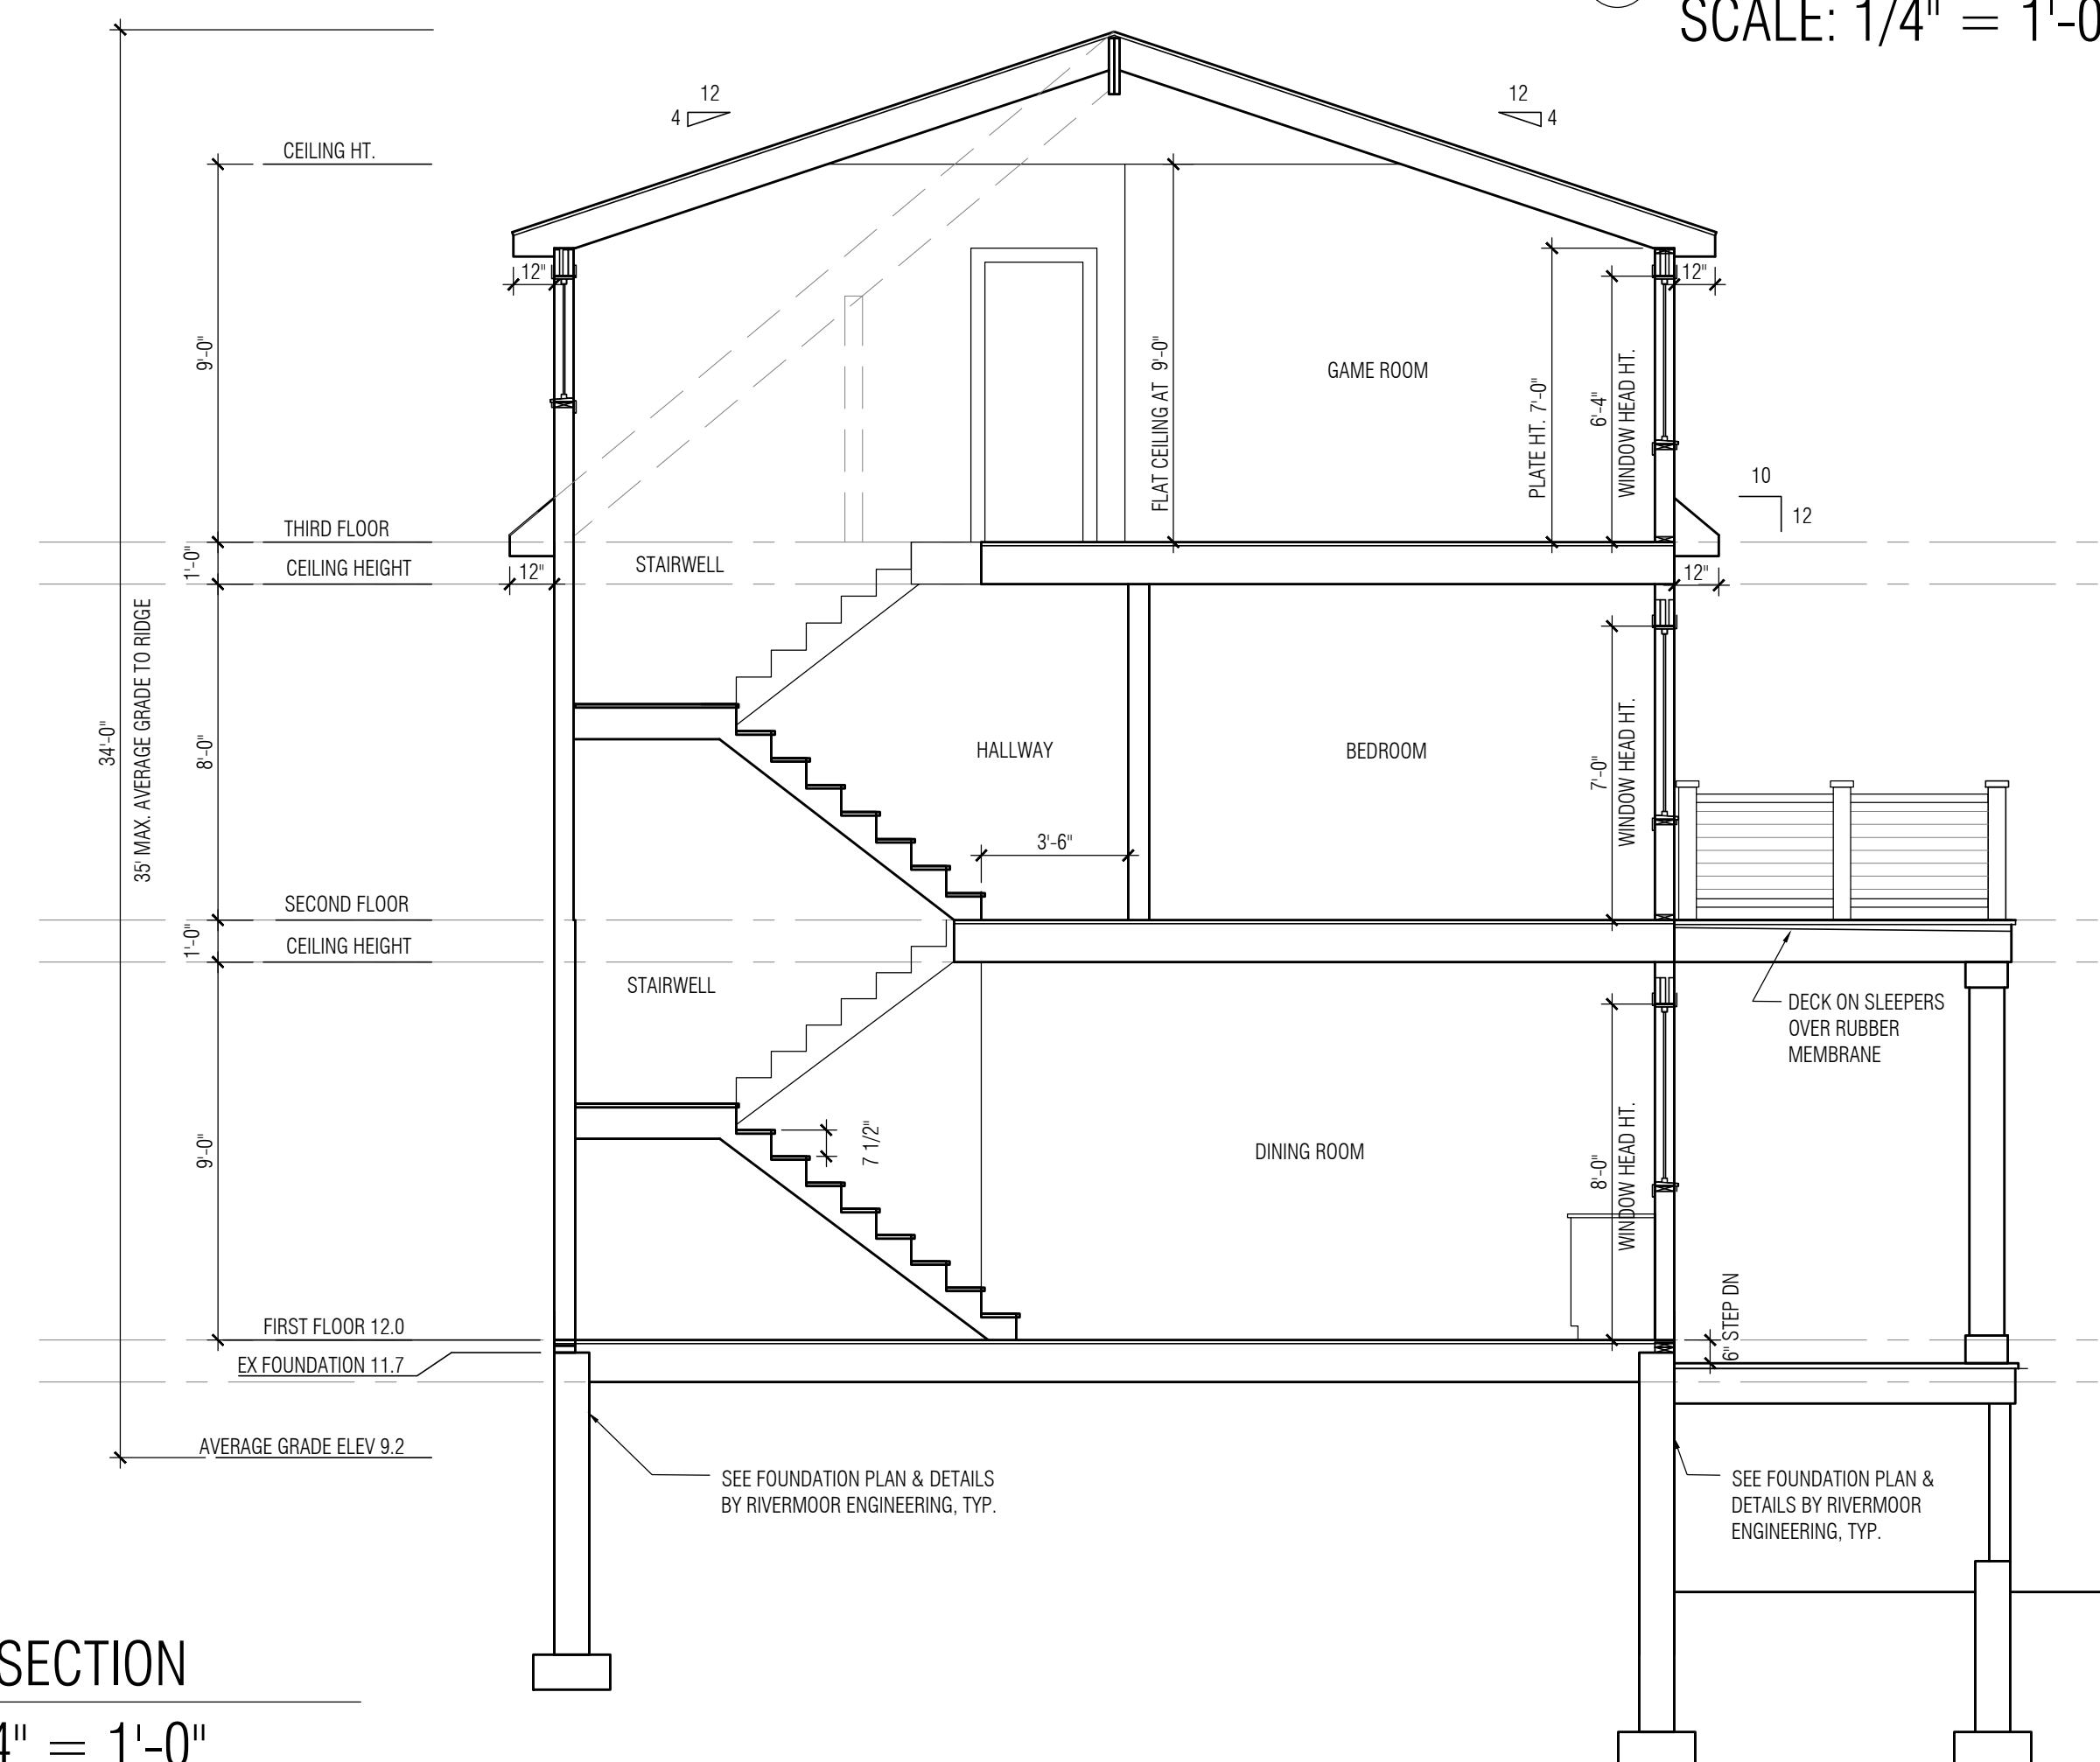 SCALE: 1/4" = 1'-0
12
4
12
4
CEILING HT.
12"
12"
9'-0"
FLAT CEILING AT 9'-0"
GAME ROOM
PLATE HT. 7'-0"
6'-4"
WINDOW HEAD HT.
10
12
THIRD FLOOR
1'-0"
CEILING HEIGHT
12"
STAIRWELL
12"
34'-0"
35' MAX. AVERAGE GRADE TO RIDGE
8'-0"
HALLWAY
BEDROOM
7'-0"
WINDOW HEAD HT.
3'-6"
SECOND FLOOR
1'-0"
CEILING HEIGHT
STAIRWELL
DECK ON SLEEPERS
OVER RUBBER
MEMBRANE
9'-0"
7 1/2"
DINING ROOM
8'-0"
WINDOW HEAD HT.
6" STEP DN
FIRST FLOOR 12.0
EX FOUNDATION 11.7
AVERAGE GRADE ELEV 9.2
SEE FOUNDATION PLAN & DETAILS
BY RIVERMOOR ENGINEERING, TYP.
SEE FOUNDATION PLAN &
DETAILS BY RIVERMOOR
ENGINEERING, TYP.
SECTION
4" = 1'-0"